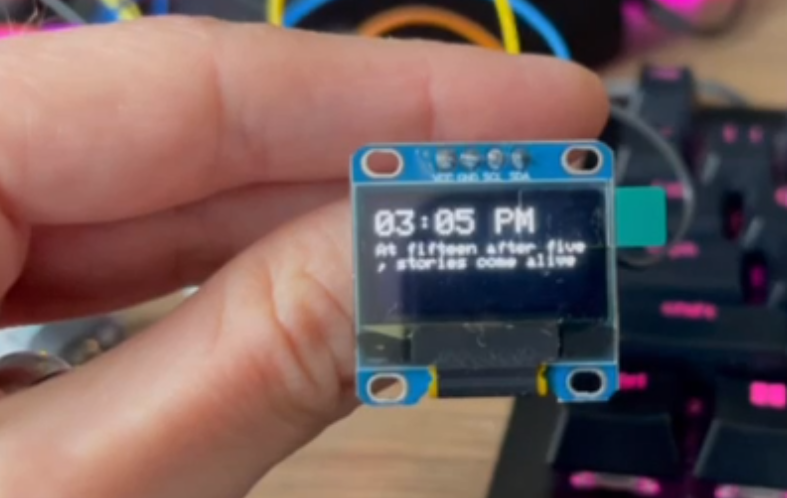 VCC GND SCL SDA
03:05 PM
At fifteen after five
, stories come alive